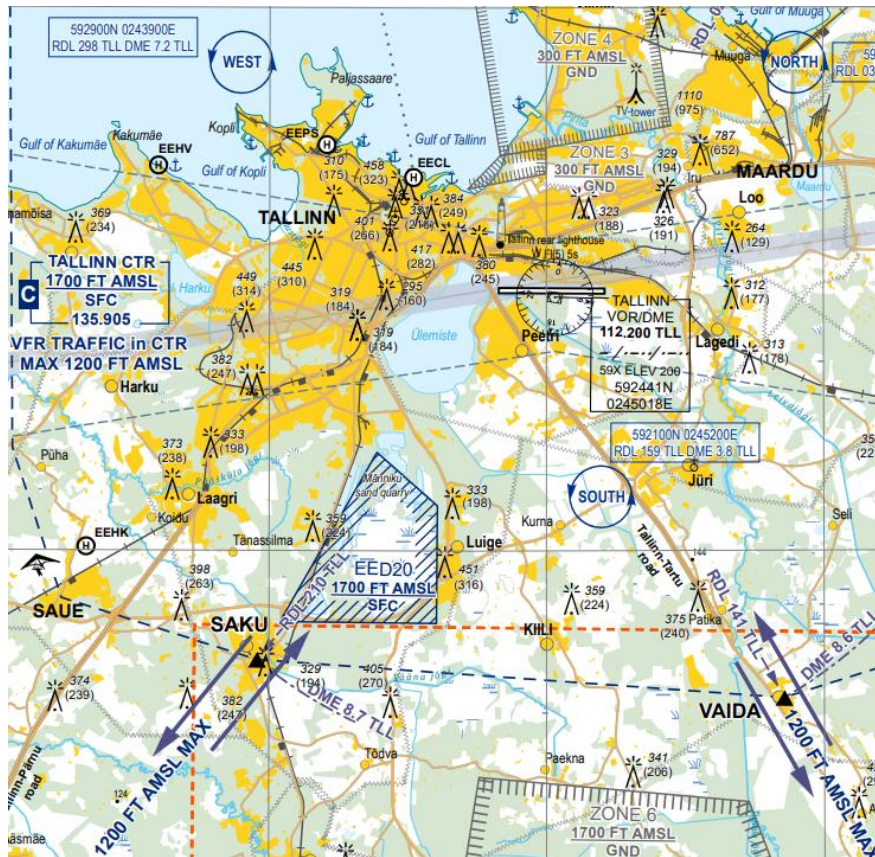 592900N 0243900E
RDL 298 TLL DME 7.2 TLL
WEST
Paljassaare
ZONE 4
300 FT AMSL
GND
RDL 03
Gulf of Muuga
Muuga
NORTH
TV-tower
Pirita
1110
(975)
787
(652)
Gulf of Kakumäe
Kakumäe
EEHV
Kopli
EEPS
310
(175)
Gulf of Kopli
458
(323)
EECL
Gulf of Tallinn
ZONE 3
300 FT AMSL
GND
329
(194)
Iru
MAARDU
Maardu
Loo
369
(234)
TALLINN
401
(266)
384
(249)
417
(282)
323
(188)
326
(191)
264
(129)
Tallinn rear lighthouse
W Fl(5) 5s
380
(245)
C
TALLINN CTR
1700 FT AMSL
SFC
135.905
Harku
449
(314)
445
(310)
319
(184)
295
(160)
319
(184)
Ülemiste
Peetri
TALLINN
VOR/DME
112.200 TLL
59X ELEV 200
592441N
0245018E
312
(177)
Lagedi
313
(178)
VFR TRAFFIC in CTR
MAX 1200 FT AMSL
Harku
382
(247)
592100N 0245200E
RDL 159 TLL DME 3.8 TLL
Jüri
SOUTH
Püha
373
(238)
333
(198)
Laagri
Koidu
Männiku
sand quarry
333
(198)
Kurna
Seli
EEHK
Tänassilma
359
(224)
Luige
EED20
1700 FT AMSL
SFC
451
(316)
Tallinn-Tartu
road
144
398
(263)
SAUE
SAKU
RDL 210 TLL
359
(224)
KIILI
375
(240)
Patika
RDL 141 TLL
DME 8.6 TLL
374
(239)
382
(247)
329
(194)
405
(270)
DME 8.7 TLL
VAIDA
1200 FT AMSL MAX
1200 FT AMSL MAX
Tõdva
Paekna
341
(206)
124
road
ZONE 6
1700 FT AMSL
GND